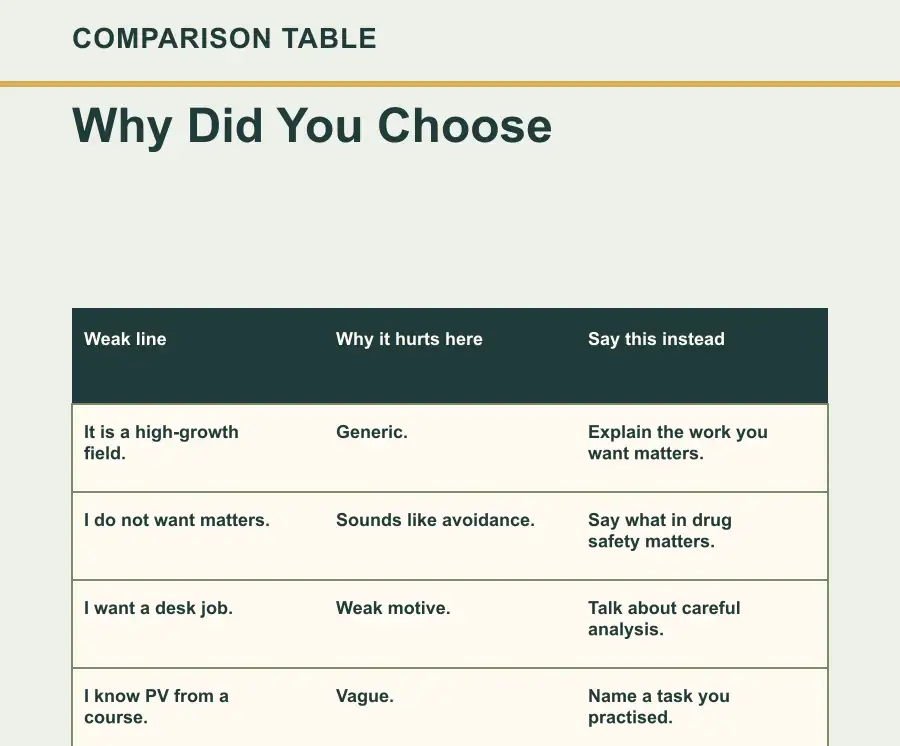 COMPARISON TABLE
Why Did You Choose
Weak line
Why it hurts here
Say this instead
It is a high-growth
field.
Generic.
Explain the work you
want matters.
I do not want matters.
Sounds like avoidance.
Say what in drug
safety matters.
I want a desk job.
Weak motive.
Talk about careful
analysis.
I know PV from a
course.
Vague.
Name a task you
practised.